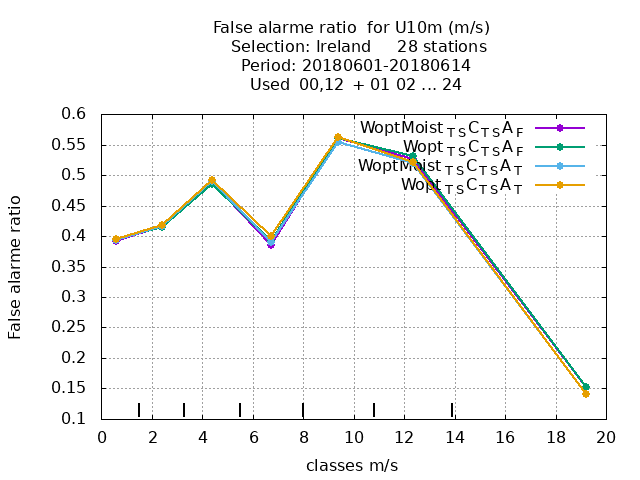 False alarme ratio  for U10m (m/s)
Selection: Ireland     28 stations
Period: 20180601-20180614
Used  00,12  + 01 02 ... 24
0.6
0.55
0.5
0.45
0.4
0.35
0.3
0.25
0.2
0.15
0.1
False alarme ratio
WoptMoist TS C TS A F
Wopt TS C TS A F
WoptMoist TS C TS A T
Wopt TS C TS A T
0 2 4 6 8 10 12 14 16 18 20
classes m/s